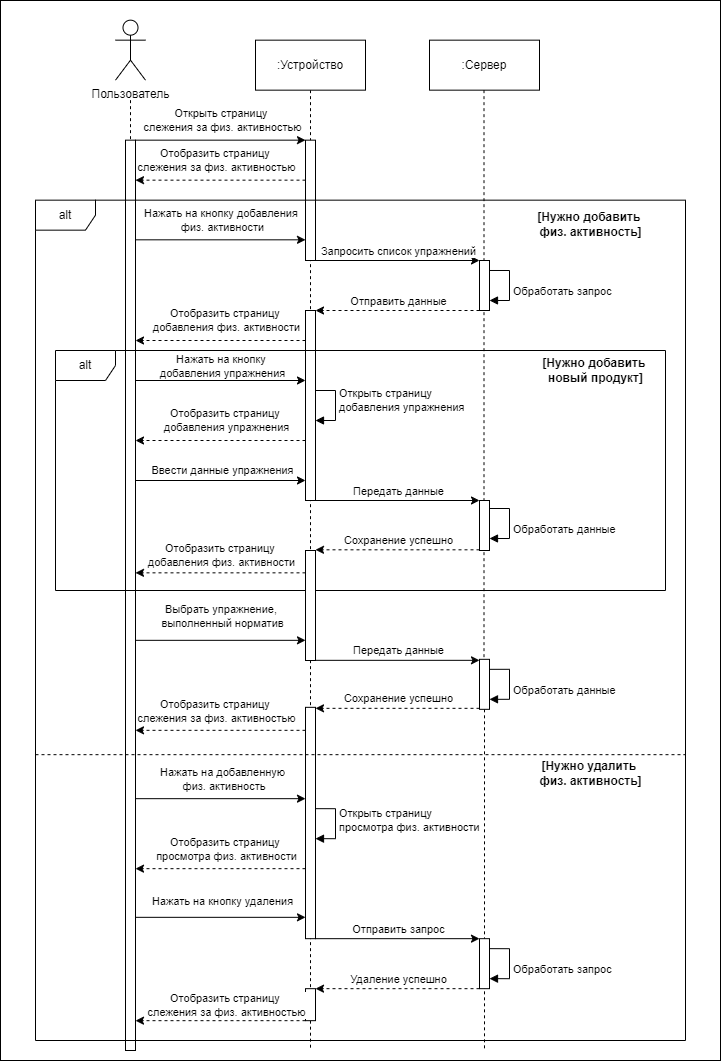 Пользователь
:Устройство
:Сервер
Открыть страницу
слежения за физ. активностью
Отобразить страницу
слежения за физ. активностью
alt
[Нужно добавить
физ. активность]
Нажать на кнопку добавления
физ. активности
Запросить список упражнений
Обработать запрос
Отправить данные
Отобразить страницу
добавления физ. активности
alt
[Нужно добавить
новый продукт]
Нажать на кнопку
добавления упражнения
Открыть страницу
добавления упражнения
Отобразить страницу
добавления упражнения
Ввести данные упражнения
Передать данные
Обработать данные
Сохранение успешно
Отобразить страницу
добавления физ. активности
Выбрать упражнение,
выполненный норматив
Передать данные
Обработать данные
Сохранение успешно
Отобразить страницу
слежения за физ. активностью
[Нужно удалить
физ. активность]
Нажать на добавленную
физ. активность
Открыть страницу
просмотра физ. активности
Отобразить страницу
просмотра физ. активности
Нажать на кнопку удаления
Отправить запрос
Обработать запрос
Удаление успешно
Отобразить страницу
слежения за физ. активностью